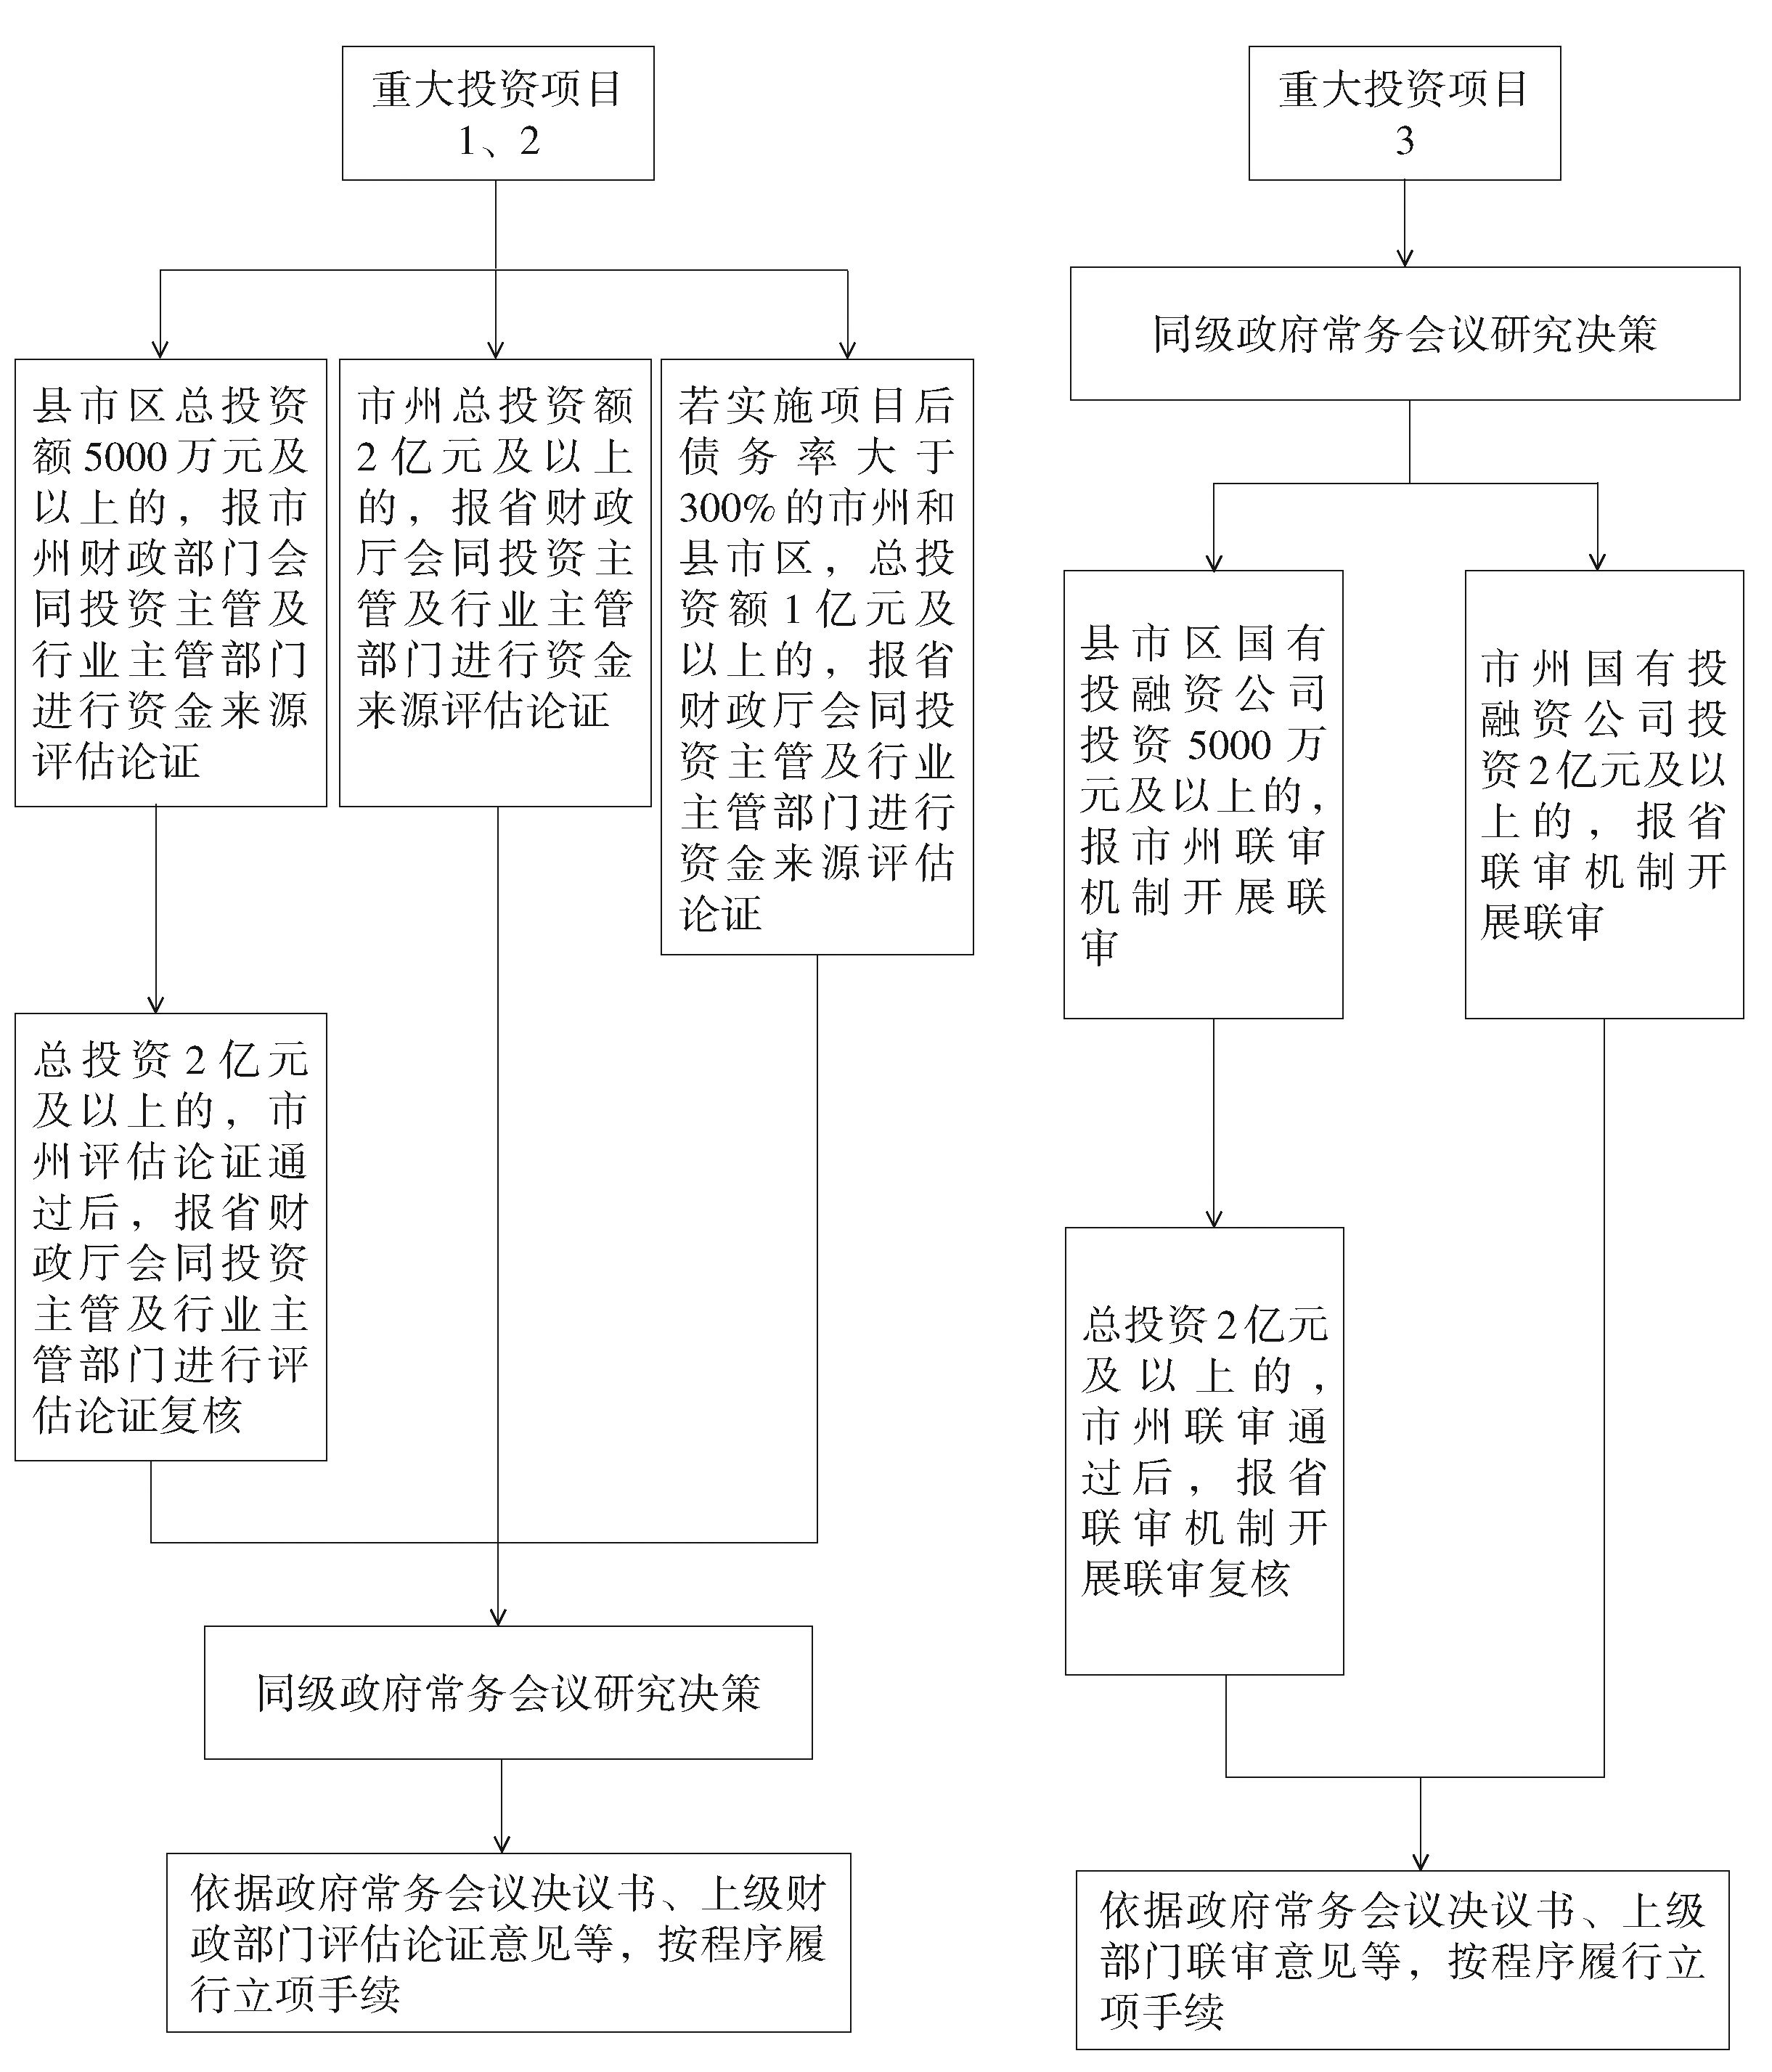 重大投资项目
1、2
县市区总投资
额5000万元及
以上的，报市
州财政部门会
同投资主管及
行业主管部门
进行资金来源
评估论证
市州总投资额
2亿元及以上
的，报省财政
厅会同投资主
管及行业主管
部门进行资金
来源评估论证
若实施项目后
债务率大于
300%的市州和
县市区，总投
资额1亿元及
以上的，报省
财政厅会同投
资主管及行业
主管部门进行
资金来源评估
论证
总投资2亿元
及以上的，市
州评估论证通
过后，报省财
政厅会同投资
主管及行业主
管部门进行评
估论证复核
同级政府常务会议研究决策
依据政府常务会议决议书、上级财
政部门评估论证意见等，按程序履
行立项手续
重大投资项目
3
同级政府常务会议研究决策
县市区国有
投融资公司
投资5000万
元及以上的，
报市州联审
机制开展联
审
市州国有投
融资公司投
资2亿元及以
上的，报省
联审机制开
展联审
总投资2亿元
及以上的，
市州联审通
过后，报省
联审机制开
展联审复核
依据政府常务会议决议书、上级
部门联审意见等，按程序履行立
项手续